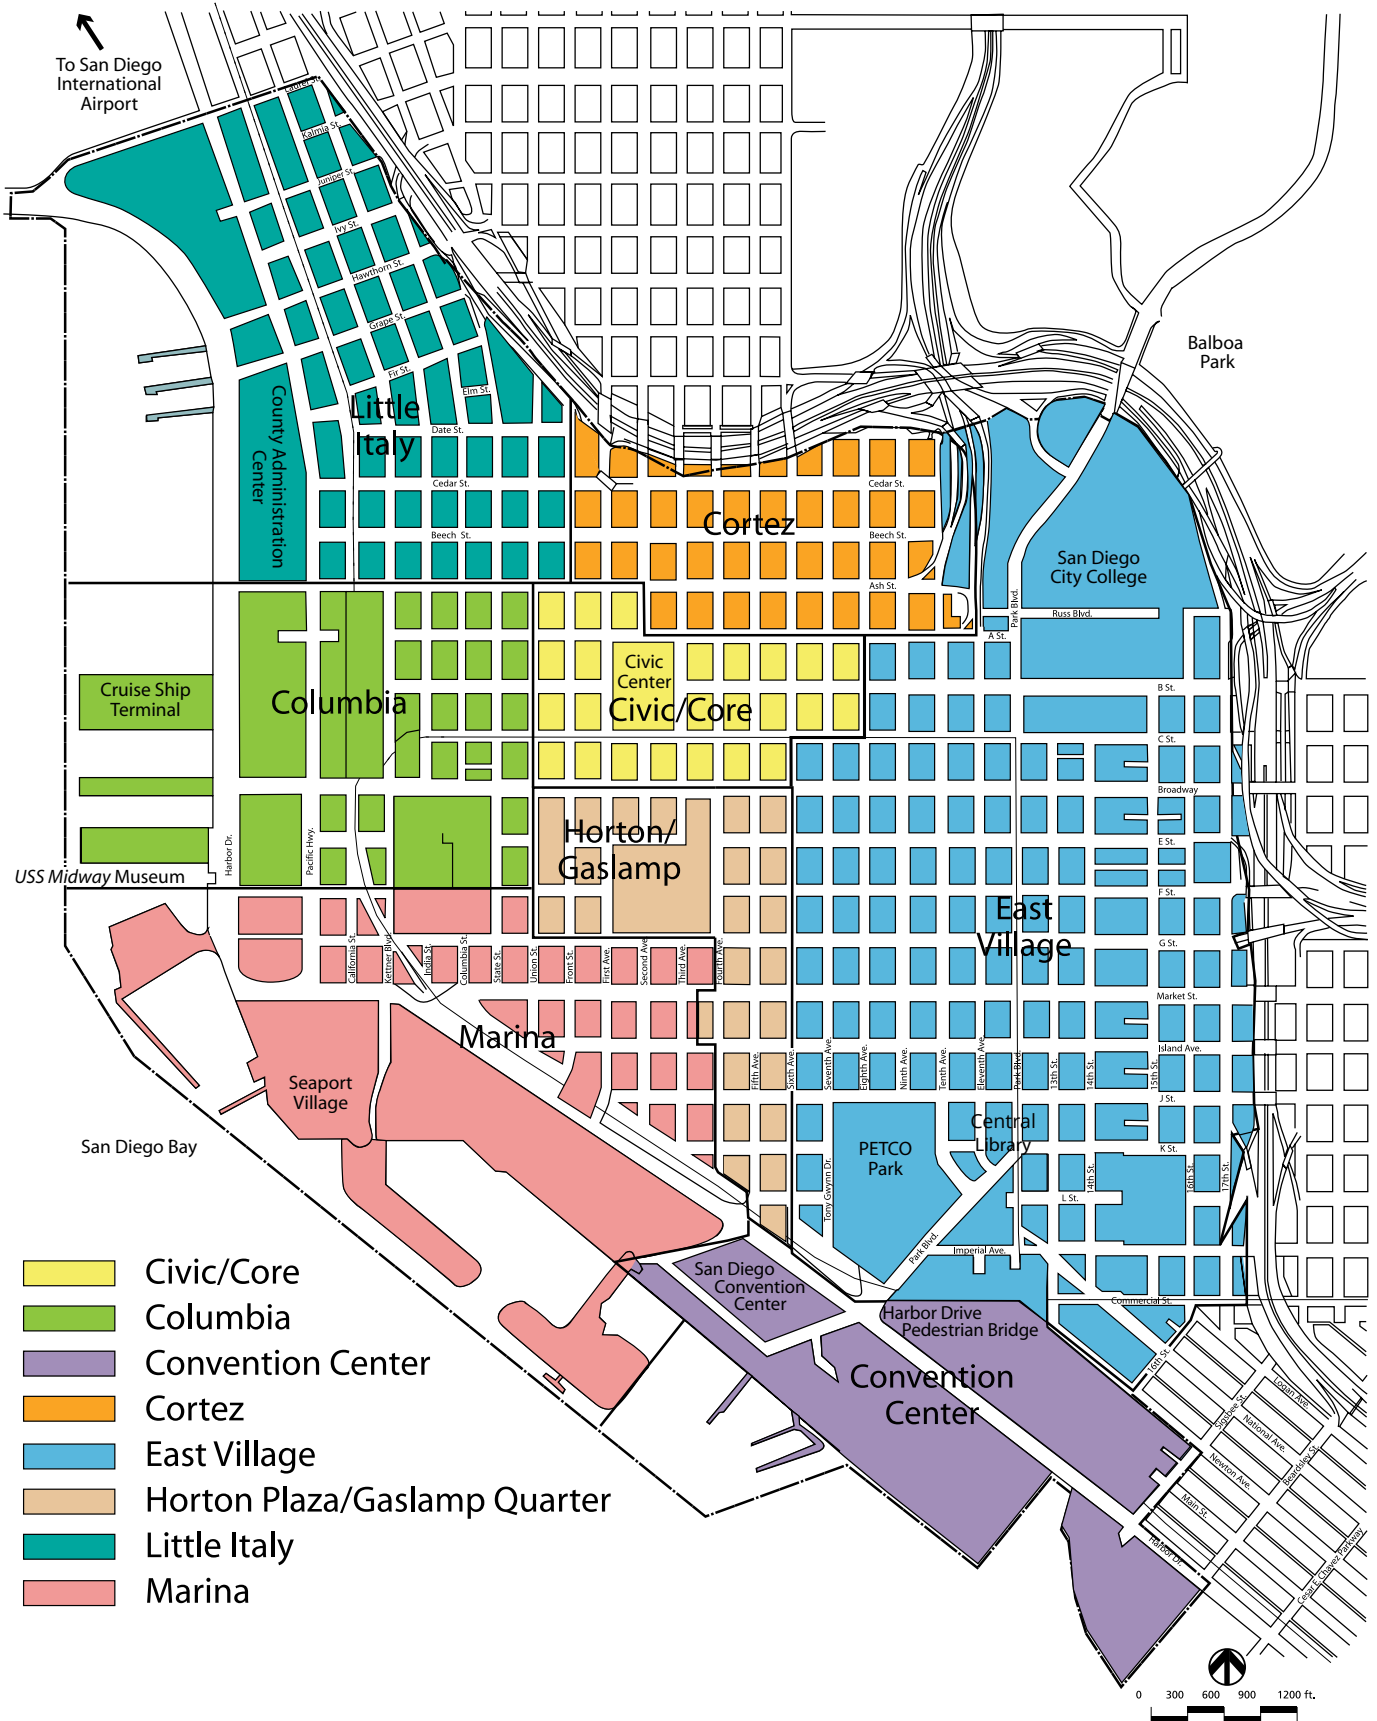 To San Diego
International
Airport
Laurel St.
Kalmia St.
Juniper St.
Ivy St.
Hawthorn St.
Grape St.
Fir St.
Elm St.
Balboa
Park
County Administration
Center
Little
Italy
Date St.
Cedar St.
Beech St.
Cortez
Cedar St.
Beech St.
Ash St.
San Diego
City College
Park Blvd.
Russ Blvd.
A St.
Civic
Center
Civic/Core
Columbia
Cruise Ship
Terminal
B St.
C St.
Broadway
Harbor Dr.
Pacific Hwy.
Horton/
Gaslamp
E St.
USS Midway Museum
F St.
East
Village
G St.
California St.
Kettner Blvd.
India St.
Columbia St.
State St.
Union St.
Front St.
First Ave.
Second Ave.
Third Ave.
Fourth Ave.
Market St.
Marina
Island Ave.
Fifth Ave.
Sixth Ave.
Seventh Ave.
Eighth Ave.
Ninth Ave.
Tenth Ave.
Eleventh Ave.
Park Blvd.
13th St.
14th St.
15th St.
Seaport
Village
J St.
San Diego Bay
PETCO
Park
Central
Library
K St.
Tony Gwynn Dr.
14th St.
16th St.
17th St.
L St.
Park Blvd.
Imperial Ave.
San Diego
Convention
Center
Commercial St.
Harbor Drive
Pedestrian Bridge
16th St.
Convention
Center
Sigsbee St.
Logan Ave.
National Ave.
Newton Ave.
Beardsley St.
Main St.
Harbor Dr.
Cesar E. Chavez Parkway
Civic/Core
Columbia
Convention Center
Cortez
East Village
Horton Plaza/Gaslamp Quarter
Little Italy
Marina
0 300 600 900 1200 ft.